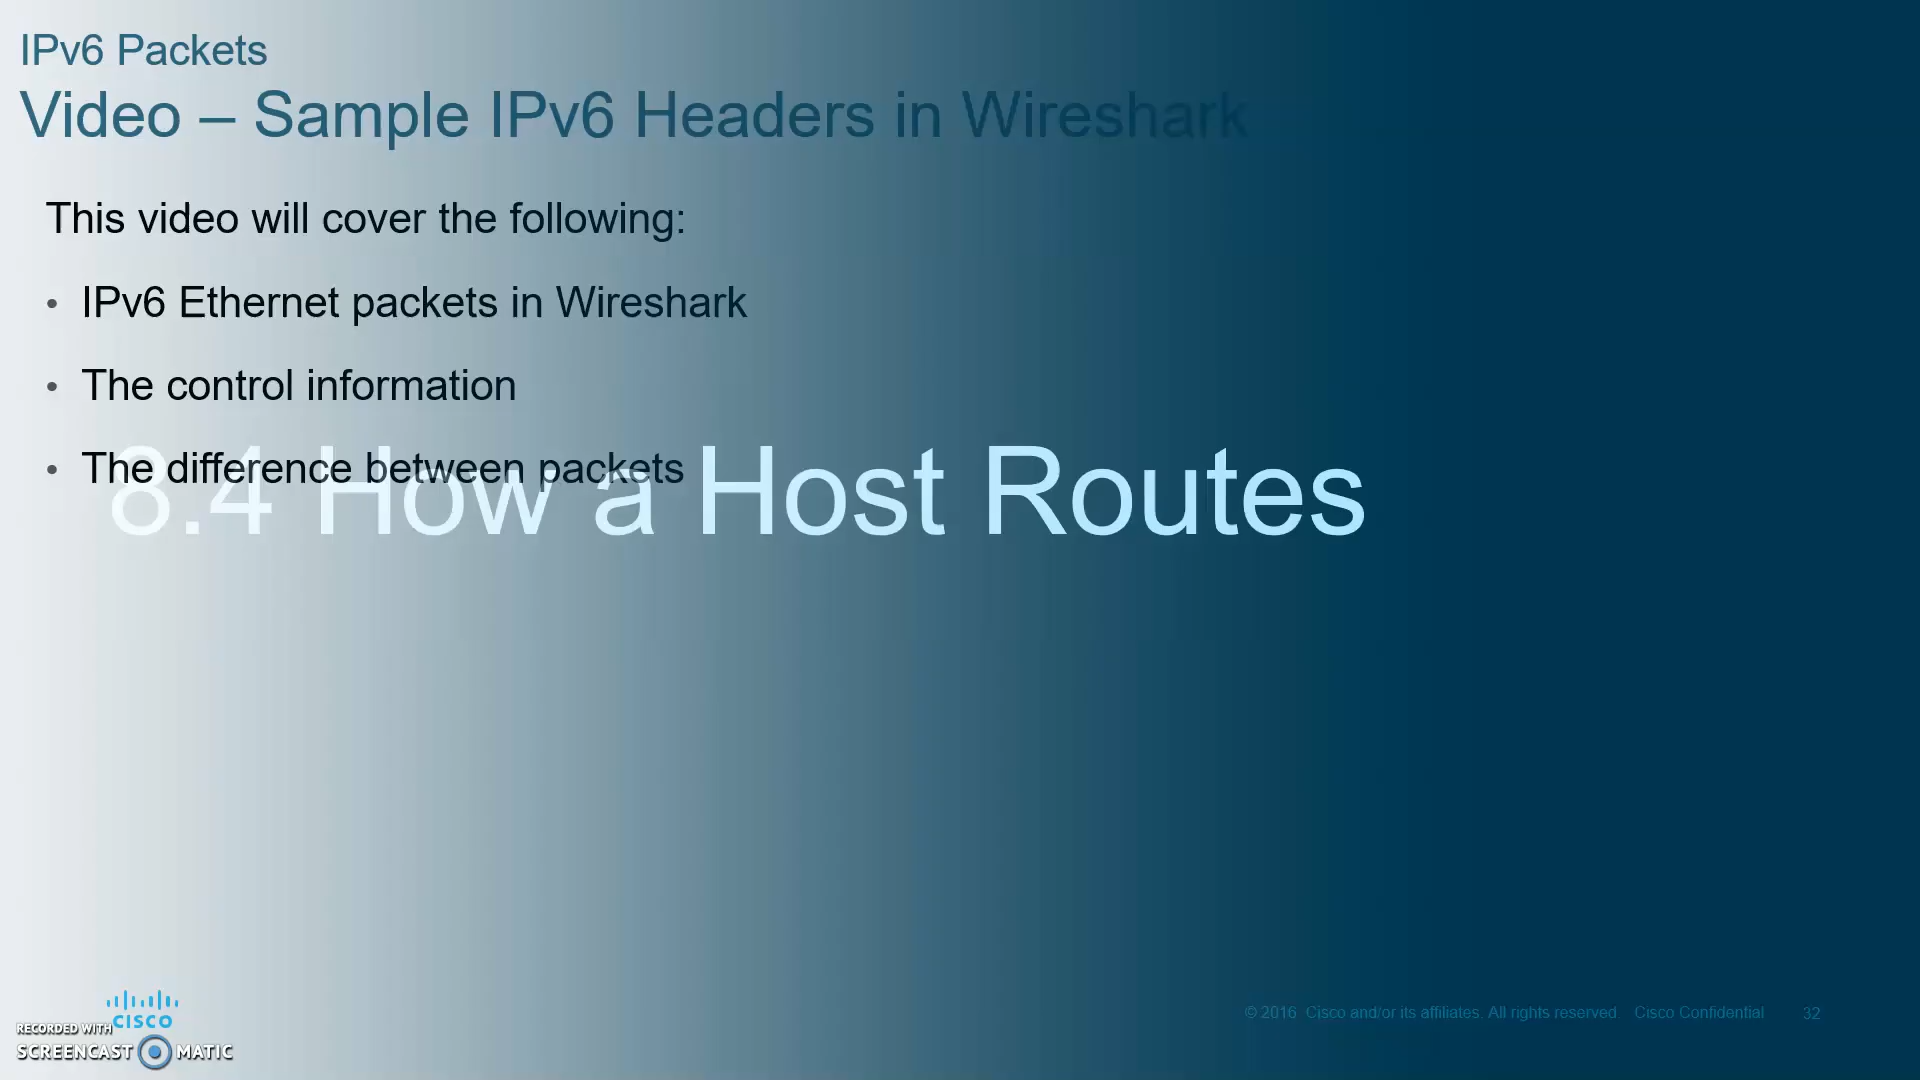 IPv6 Packets
Video – Sample IPv6 Headers in Wireshark
This video will cover the following:
• IPv6 Ethernet packets in Wireshark
• The control information
• The difference between packets
8.4 How a Host Routes
CISCO
RECORDED WITH
SCREENCAST MATIC
© 2016 Cisco and/or its affiliates. All rights reserved. Cisco Confidential 32